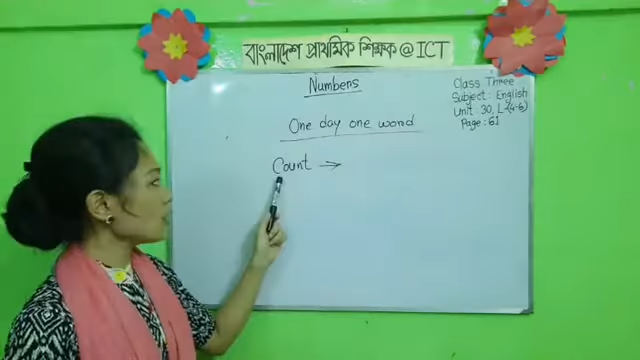 বাংলাদেশ প্রাথমিক শিক্ষক @ ICT
Numbers
Class Three
Subject: English
Unit 30, L (4-6)
Page: 61
One day one word
Count →